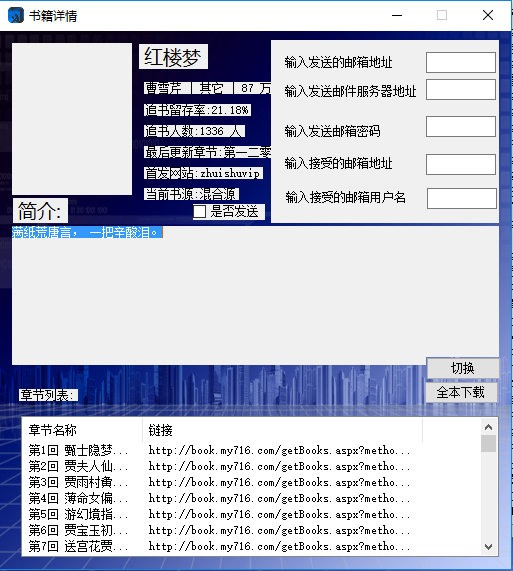 书籍详情
红楼梦
曹雪芹 | 其它 | 87 万
追书留存率:21.18%
追书人数:1336 人
最后更新章节:第一二零
首发网站:zhuishuvip
当前书源:混合源
是否发送
输入发送的邮箱地址
输入发送邮件服务器地址
输入发送邮箱密码
输入接受的邮箱地址
输入接受的邮箱用户名
简介:
满纸荒唐言，一把辛酸泪。
切换
全本下载
章节列表:
章节名称 链接
第1回 甄士隐梦... http://book.my716.com/getBooks.aspx?metho...
第2回 贾夫人仙... http://book.my716.com/getBooks.aspx?metho...
第3回 贾雨村夤... http://book.my716.com/getBooks.aspx?metho...
第4回 薄命女偏... http://book.my716.com/getBooks.aspx?metho...
第5回 游幻境指... http://book.my716.com/getBooks.aspx?metho...
第6回 贾宝玉初... http://book.my716.com/getBooks.aspx?metho...
第7回 送宫花贾... http://book.my716.com/getBooks.aspx?metho...